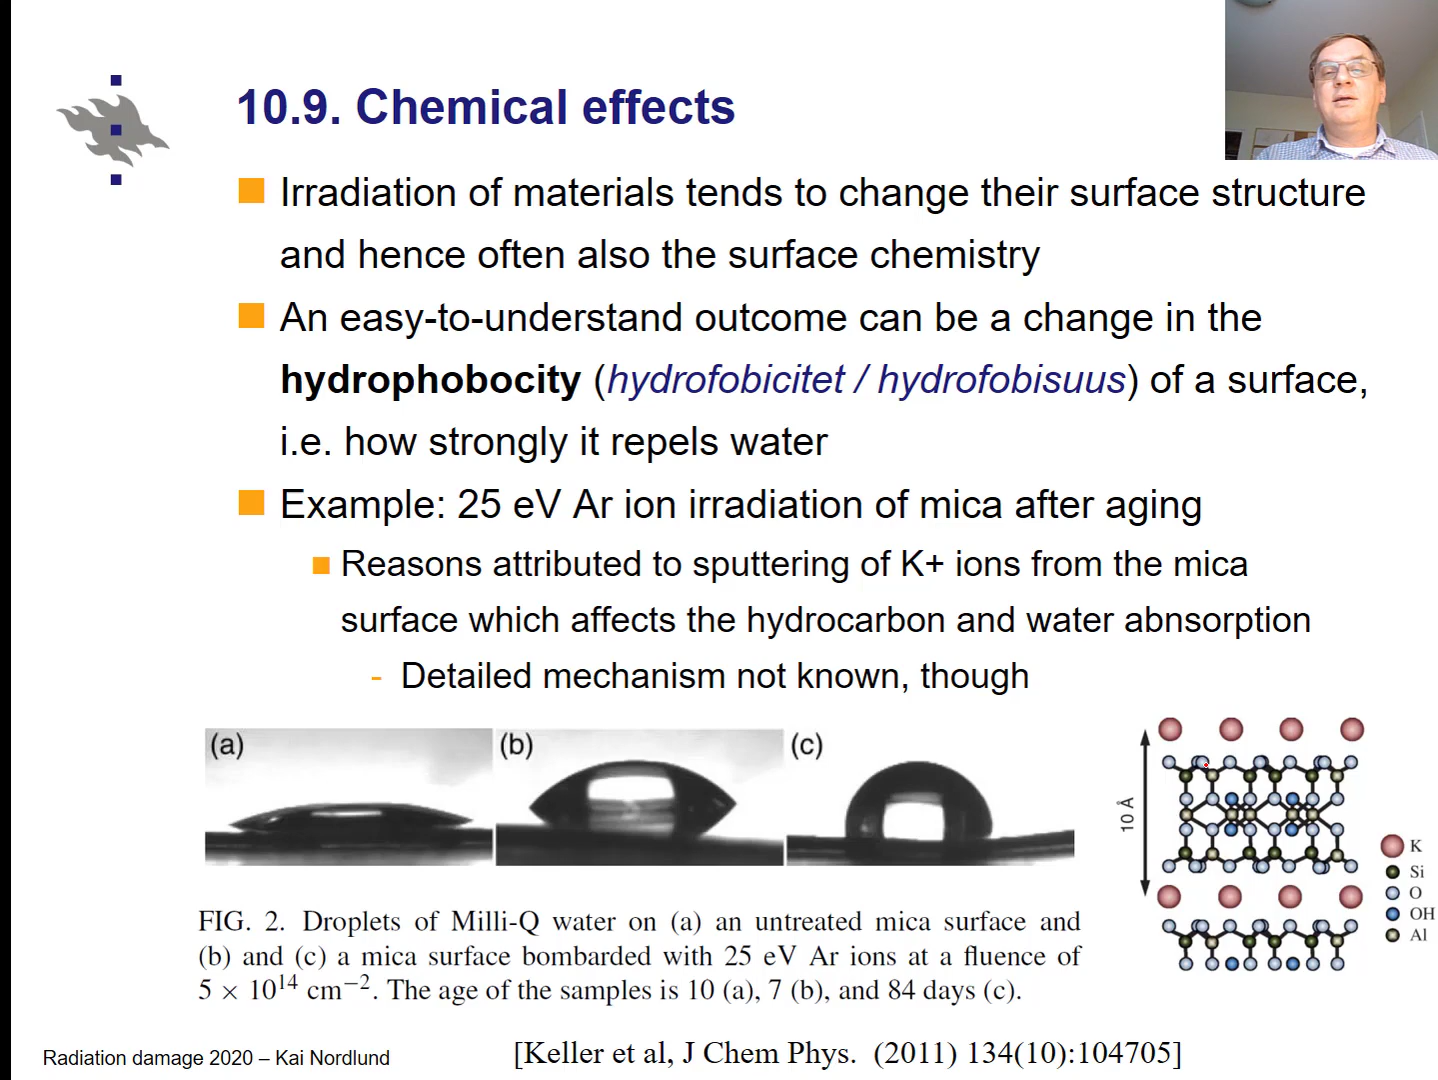 10.9. Chemical effects
Irradiation of materials tends to change their surface structure
and hence often also the surface chemistry
An easy-to-understand outcome can be a change in the
hydrophobocity (hydrofobicitet / hydrofobisuus) of a surface,
i.e. how strongly it repels water
Example: 25 eV Ar ion irradiation of mica after aging
Reasons attributed to sputtering of K+ ions from the mica
surface which affects the hydrocarbon and water abnsorption
- Detailed mechanism not known, though
(a) (b) (c)
10 Å
K
Si
O
OH
Al
FIG. 2. Droplets of Milli-Q water on (a) an untreated mica surface and
(b) and (c) a mica surface bombarded with 25 eV Ar ions at a fluence of
5 × 10¹⁴ cm⁻². The age of the samples is 10 (a), 7 (b), and 84 days (c).
Radiation damage 2020 – Kai Nordlund
[Keller et al, J Chem Phys. (2011) 134(10):104705]